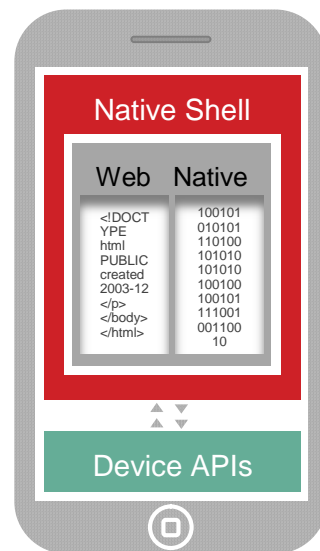 Native Shell
Web Native
<!DOCT
YPE
html
PUBLIC
created
2003-12
</p>
</body>
</html>
100101
010101
110100
101010
101010
100100
100101
111001
001100
10
Device APIs